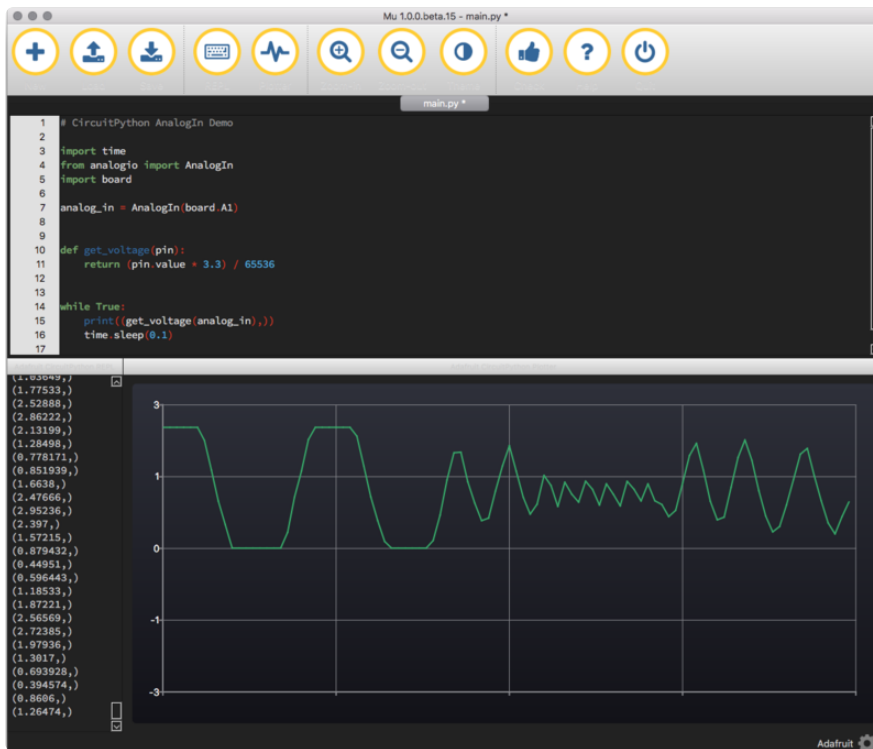 Mu 1.0.0.beta.15 - main.py *
main.py *
1 # CircuitPython AnalogIn Demo
2
3 import time
4 from analogio import AnalogIn
5 import board
6
7 analog_in = AnalogIn(board.A1)
8
9
10 def get_voltage(pin):
11     return (pin.value * 3.3) / 65536
12
13
14 while True:
15     print((get_voltage(analog_in),))
16     time.sleep(0.1)
17
(1.03649,)
(1.77533,)
(2.52888,)
(2.86222,)
(2.13199,)
(1.28498,)
(0.778171,)
(0.851939,)
(1.6638,)
(2.47666,)
(2.95236,)
(2.397,)
(1.57215,)
(0.879432,)
(0.44951,)
(0.596443,)
(1.18533,)
(1.87221,)
(2.56569,)
(2.72385,)
(1.97936,)
(1.3017,)
(0.693928,)
(0.394574,)
(0.8606,)
(1.26474,)
3
1
0
-1
-3
Adafruit